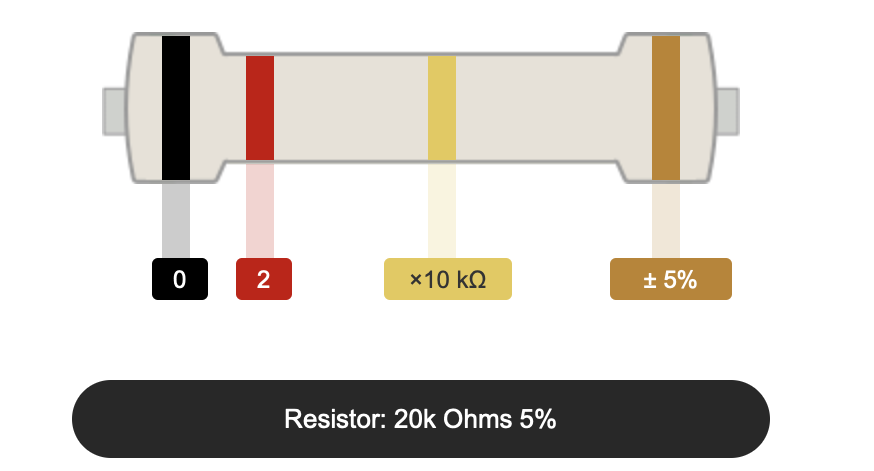 0 2 ×10 kΩ ± 5%
Resistor: 20k Ohms 5%